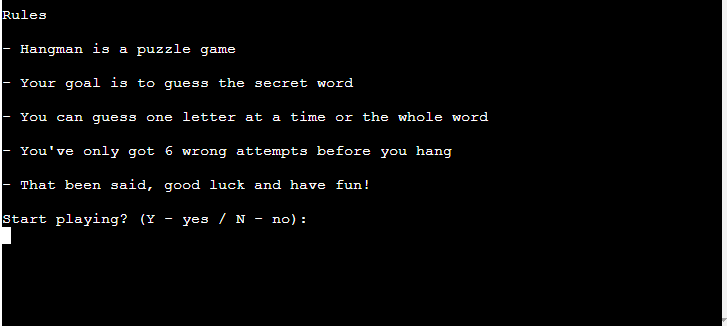 Rules
- Hangman is a puzzle game
- Your goal is to guess the secret word
- You can guess one letter at a time or the whole word
- You've only got 6 wrong attempts before you hang
- That been said, good luck and have fun!
Start playing? (Y - yes / N - no):